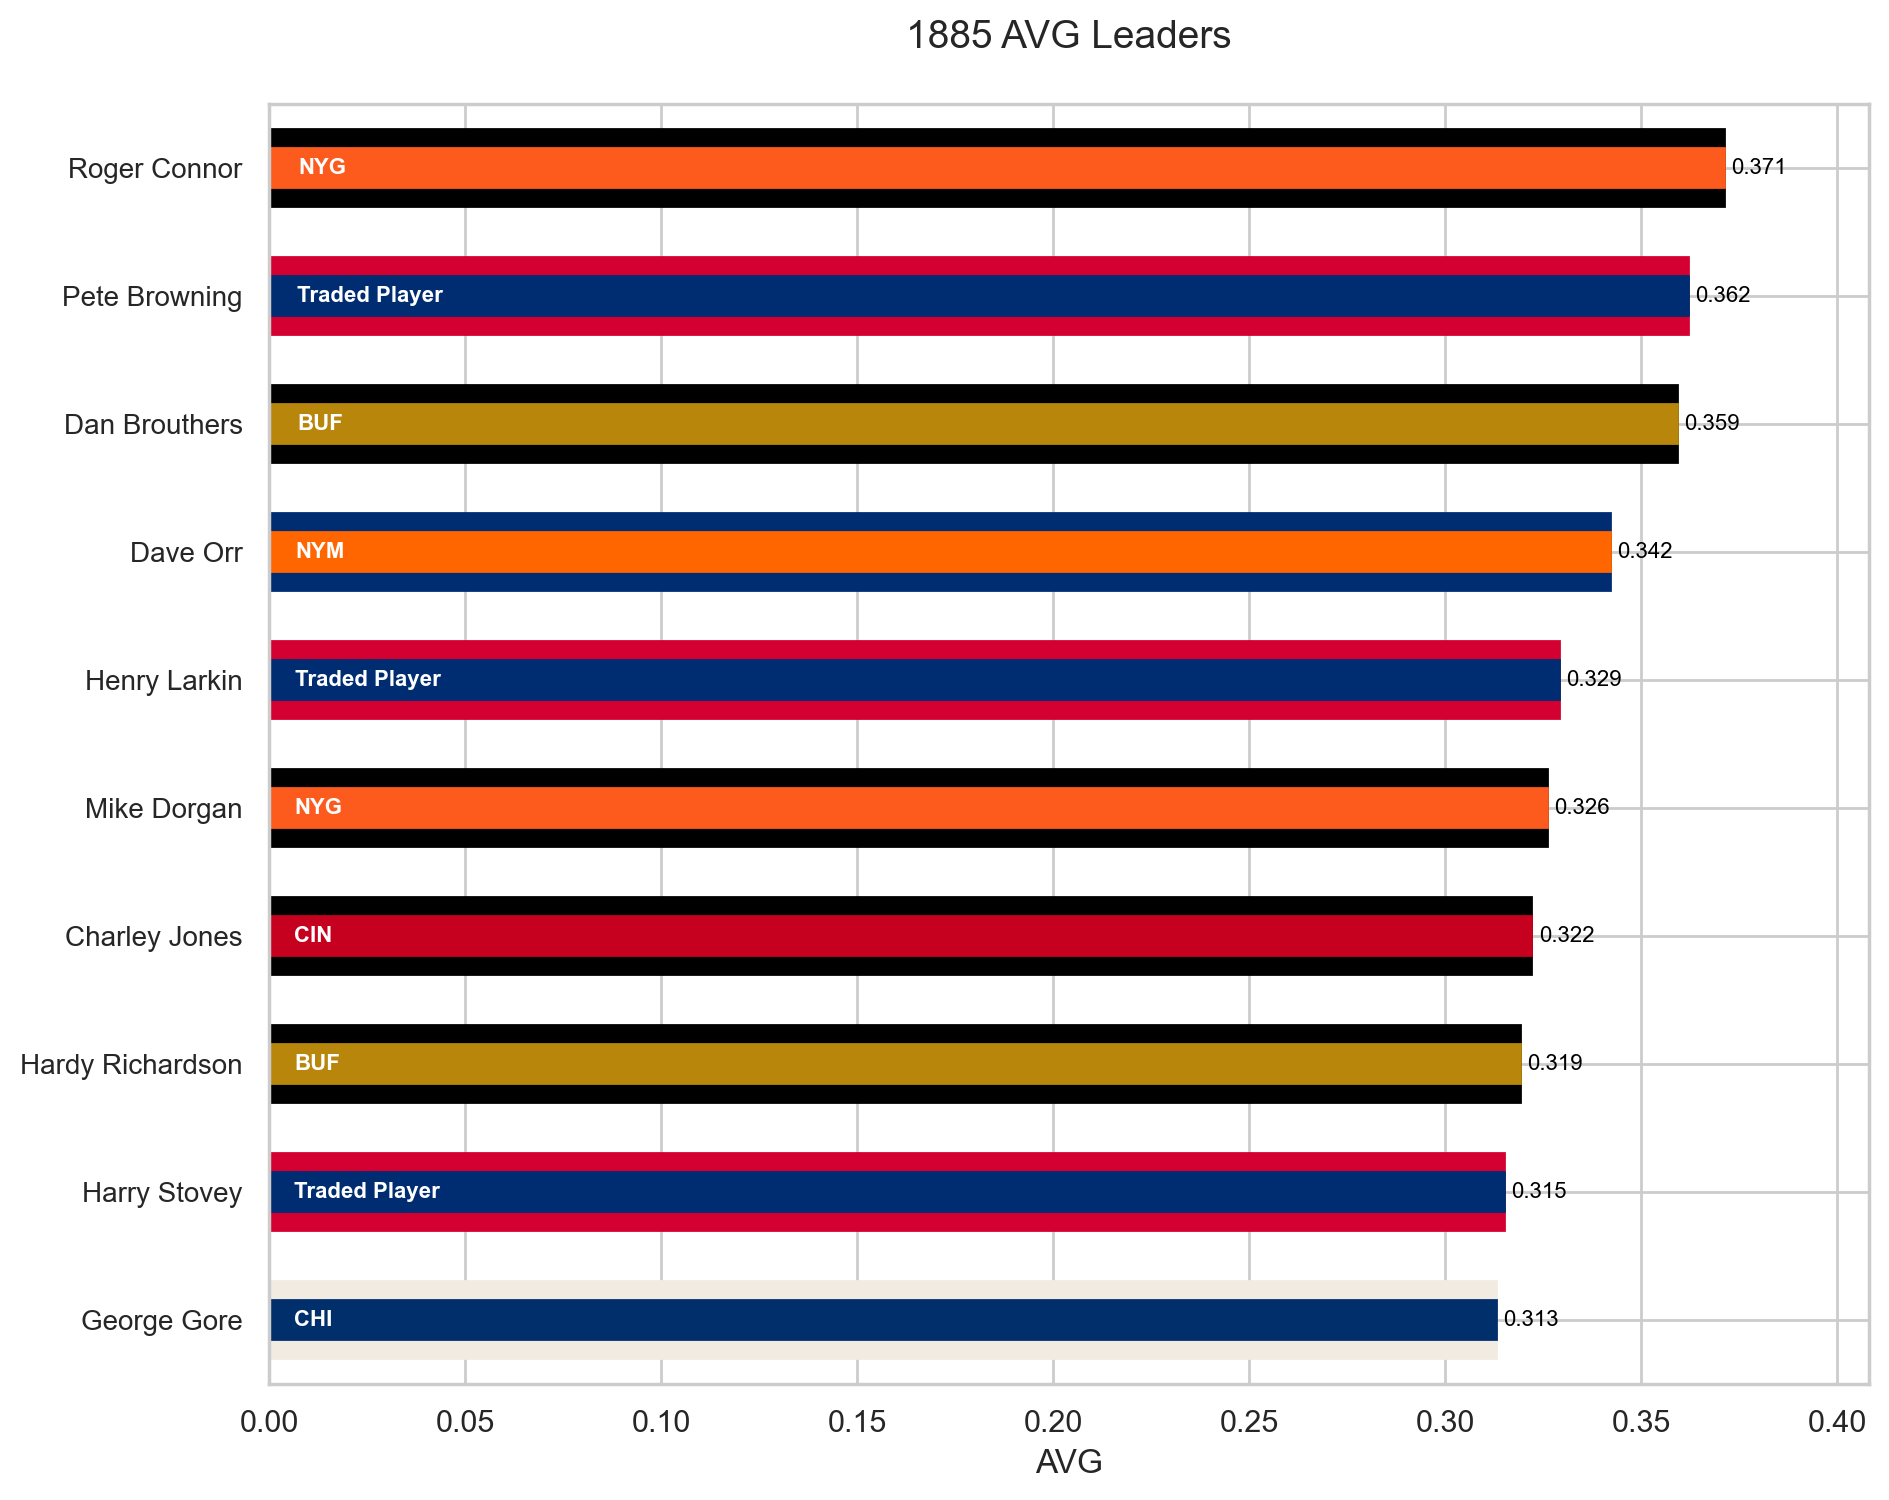 1885 AVG Leaders
Roger Connor NYG 0.371
Pete Browning Traded Player 0.362
Dan Brouthers BUF 0.359
Dave Orr NYM 0.342
Henry Larkin Traded Player 0.329
Mike Dorgan NYG 0.326
Charley Jones CIN 0.322
Hardy Richardson BUF 0.319
Harry Stovey Traded Player 0.315
George Gore CHI 0.313
0.00 0.05 0.10 0.15 0.20 0.25 0.30 0.35 0.40
AVG